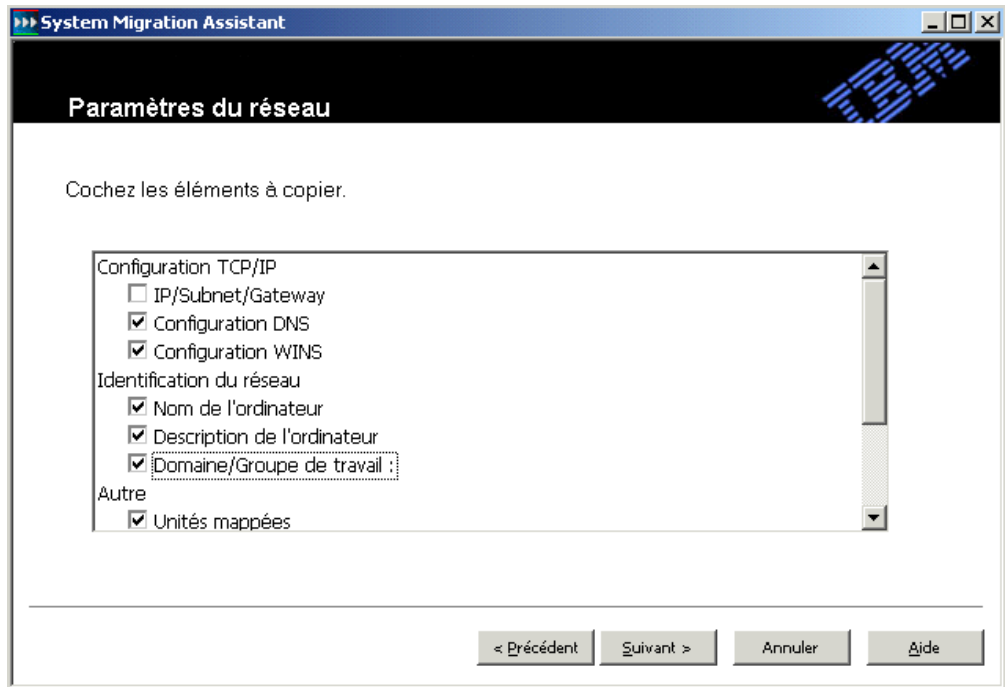 System Migration Assistant
IBM
Paramètres du réseau
Cochez les éléments à copier.
Configuration TCP/IP
IP/Subnet/Gateway
Configuration DNS
Configuration WINS
Identification du réseau
Nom de l'ordinateur
Description de l'ordinateur
Domaine/Groupe de travail :
Autre
Unités mappées
< Précédent Suivant > Annuler Aide